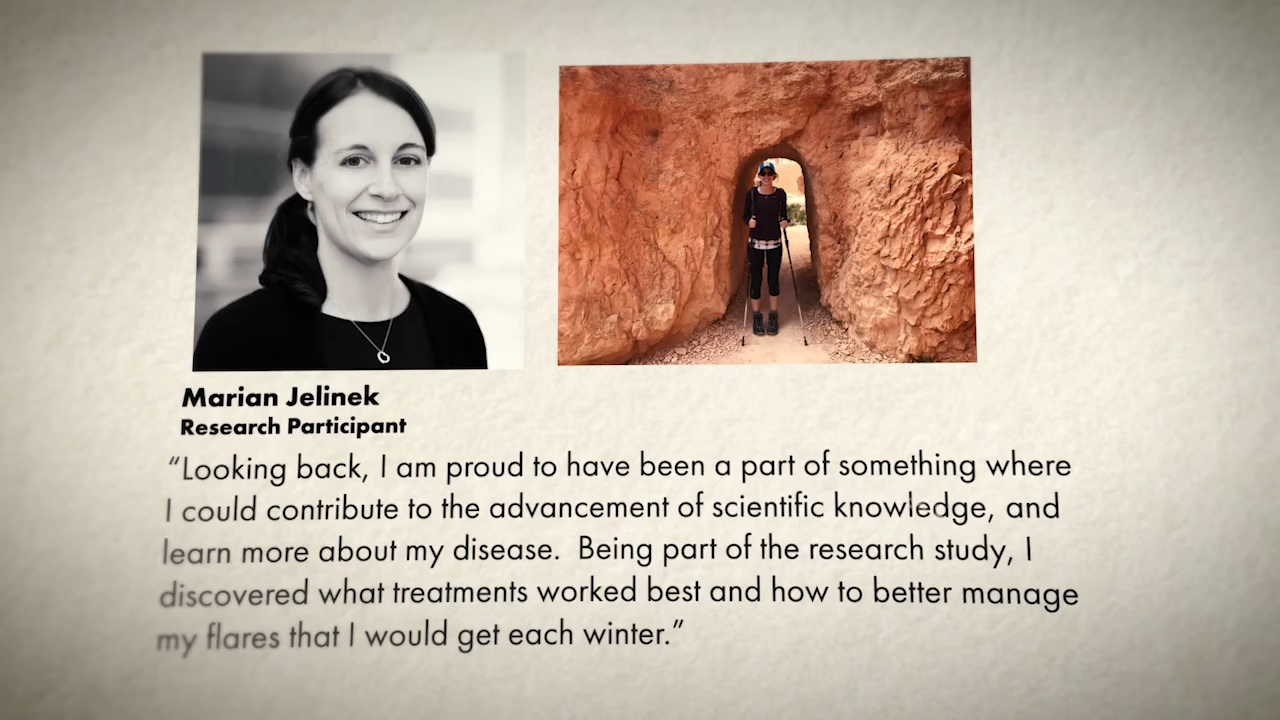 Marian Jelinek
Research Participant
“Looking back, I am proud to have been a part of something where
I could contribute to the advancement of scientific knowledge, and
learn more about my disease.  Being part of the research study, I
discovered what treatments worked best and how to better manage
my flares that I would get each winter.”